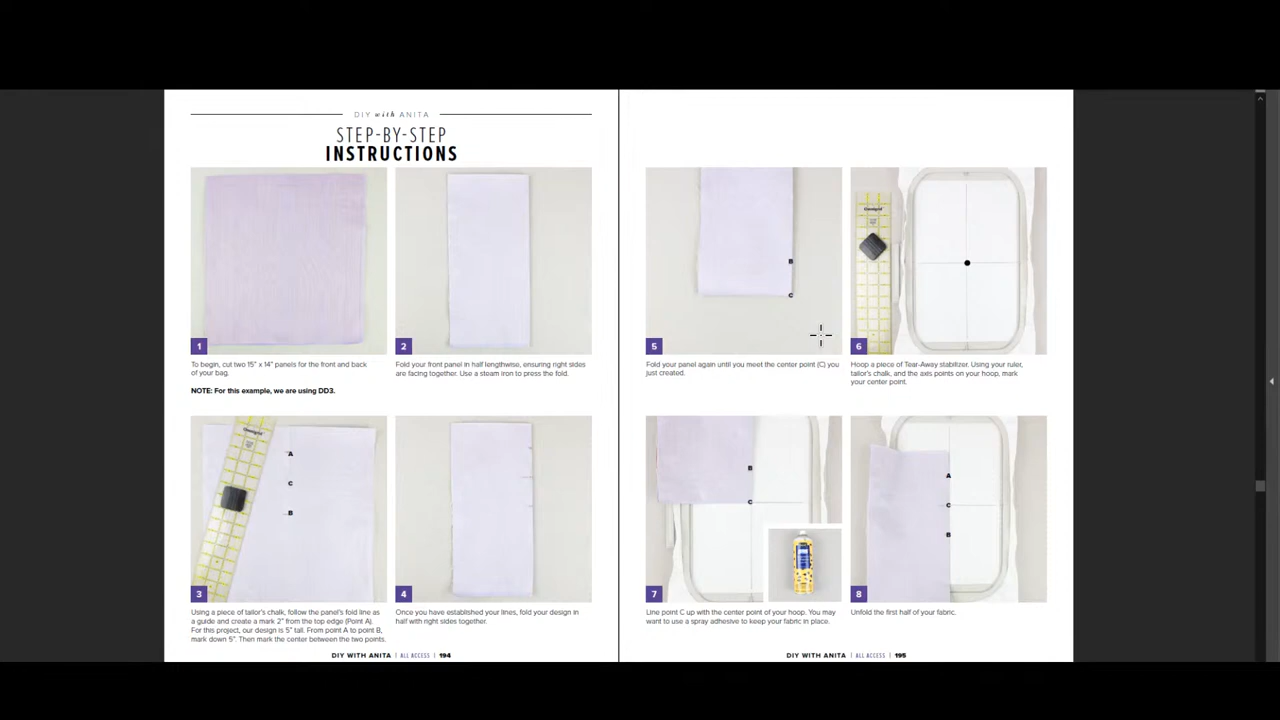 DIY with ANITA
STEP-BY-STEP
INSTRUCTIONS
1
To begin, cut two 15" x 14" panels for the front and back
of your bag.
NOTE: For this example, we are using DD3.
2
Fold your front panel in half lengthwise, ensuring right sides
are facing together. Use a steam iron to press the fold.
A
C
B
3
Using a piece of tailor's chalk, follow the panel's fold line as
a guide and create a mark 2" from the top edge (Point A).
For this project, our design is 5" tall. From point A to point B,
mark down 5". Then mark the center between the two points.
4
Once you have established your lines, fold your design in
half with right sides together.
DIY WITH ANITA | ALL ACCESS | 194
B
C
5
Fold your panel again until you meet the center point (C) you
just created.
Omnigrid
6
Hoop a piece of Tear-Away stabilizer. Using your ruler,
tailor's chalk, and the axis points on your hoop, mark
your center point.
B
C
7
Line point C up with the center point of your hoop. You may
want to use a spray adhesive to keep your fabric in place.
A
C
B
8
Unfold the first half of your fabric.
DIY WITH ANITA | ALL ACCESS | 195